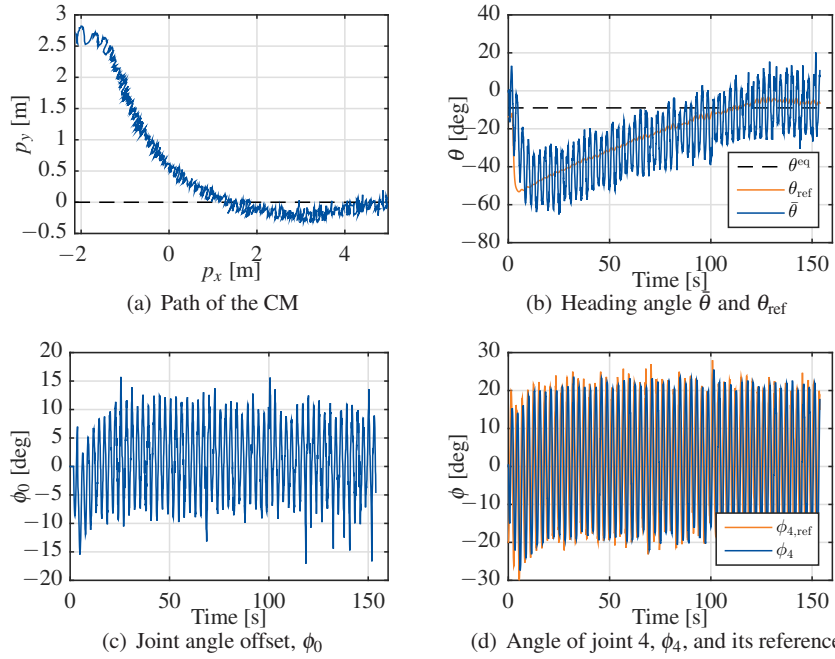 3
2.5
2
1.5
1
0.5
0
−0.5
−2
0
2
4
p_y [m]
p_x [m]
(a) Path of the CM
20
0
−20
−40
−60
−80
0
50
100
150
θ [deg]
Time [s]
θ^eq
θ_ref
θ̄
(b) Heading angle θ̄ and θ_ref
20
15
10
5
0
−5
−10
−15
−20
0
50
100
150
ϕ_0 [deg]
Time [s]
(c) Joint angle offset, ϕ_0
30
20
10
0
−10
−20
−30
0
50
100
150
ϕ [deg]
Time [s]
ϕ_4,ref
ϕ_4
(d) Angle of joint 4, ϕ_4, and its reference